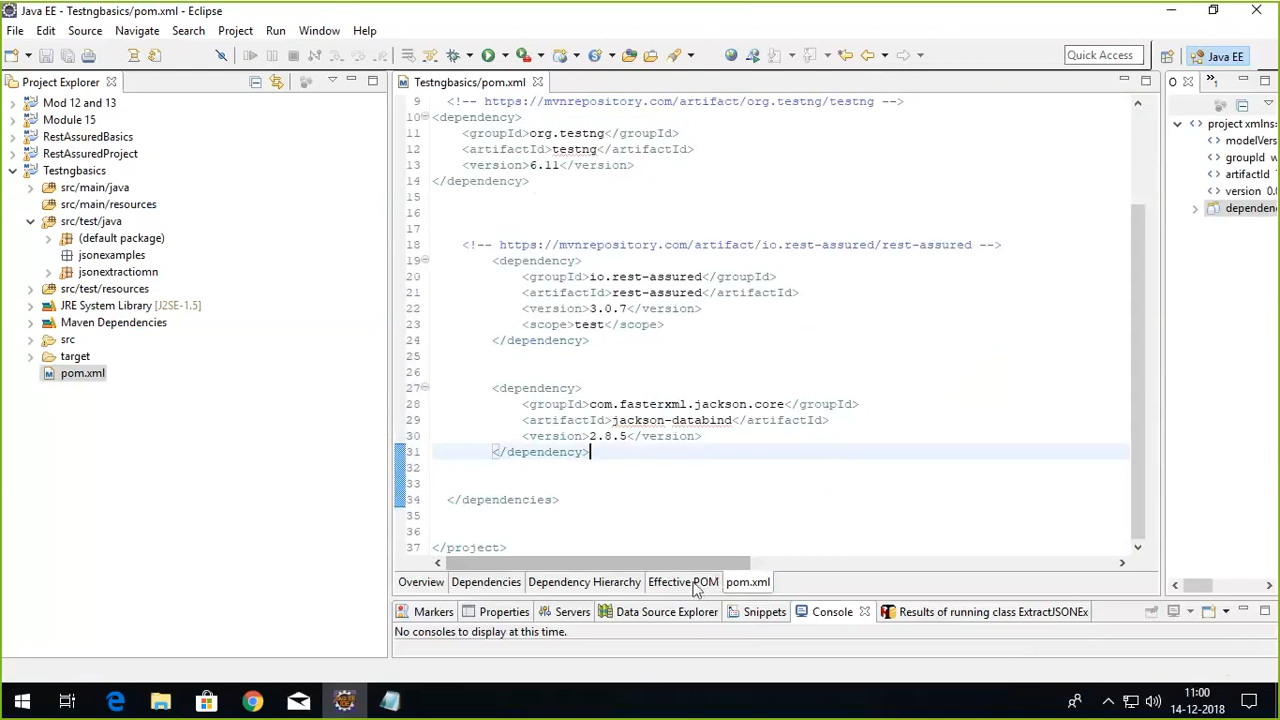 Java EE - Testngbasics/pom.xml - Eclipse
File Edit Source Navigate Search Project Run Window Help
Quick Access
Java EE
Project Explorer
Testngbasics/pom.xml
O
Mod 12 and 13
Module 15
RestAssuredBasics
RestAssuredProject
Testngbasics
src/main/java
src/main/resources
src/test/java
(default package)
jsonexamples
jsonextractiomn
src/test/resources
JRE System Library [J2SE-1.5]
Maven Dependencies
src
target
pom.xml
9 <!-- https://mvnrepository.com/artifact/org.testng/testng -->
10 <dependency>
11 <groupId>org.testng</groupId>
12 <artifactId>testng</artifactId>
13 <version>6.11</version>
14 </dependency>
15
16
17
18 <!-- https://mvnrepository.com/artifact/io.rest-assured/rest-assured -->
19 <dependency>
20 <groupId>io.rest-assured</groupId>
21 <artifactId>rest-assured</artifactId>
22 <version>3.0.7</version>
23 <scope>test</scope>
24 </dependency>
25
26
27 <dependency>
28 <groupId>com.fasterxml.jackson.core</groupId>
29 <artifactId>jackson-databind</artifactId>
30 <version>2.8.5</version>
31 </dependency>
32
33
34 </dependencies>
35
36
37 </project>
project xmlns:
modelVers
groupId w
artifactId
version 0.
dependenc
Overview Dependencies Dependency Hierarchy Effective POM pom.xml
Markers Properties Servers Data Source Explorer Snippets Console Results of running class ExtractJSONEx
No consoles to display at this time.
11:00
14-12-2018